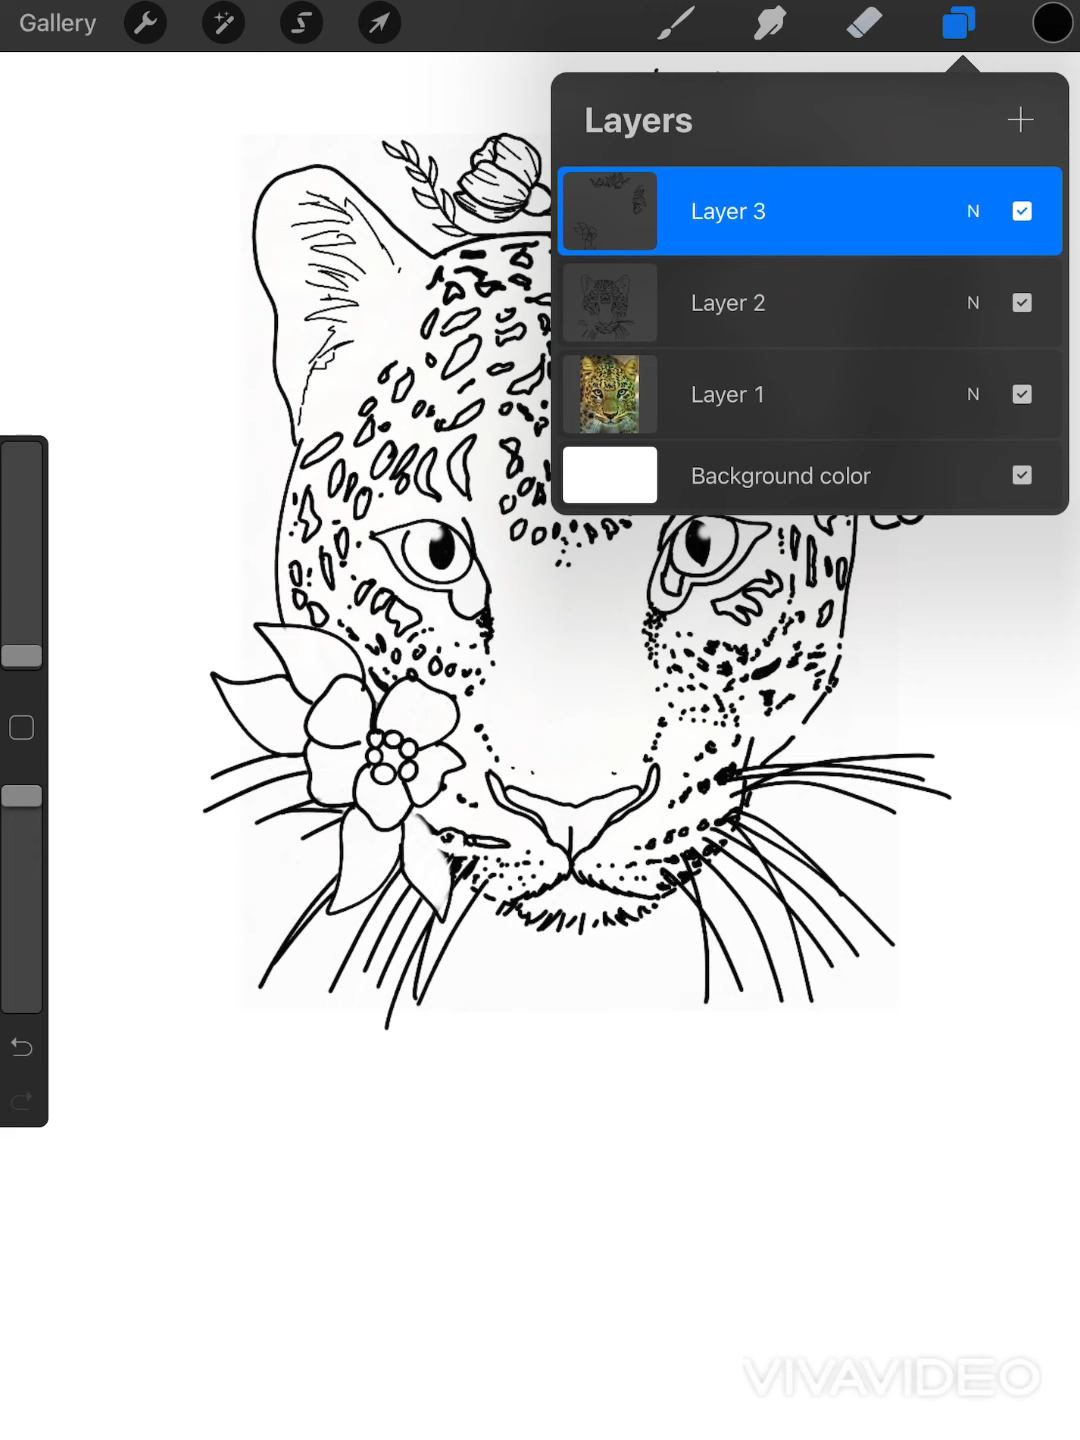 Gallery
Layers
Layer 3 N
Layer 2 N
Layer 1 N
Background color
VIVAVIDEO